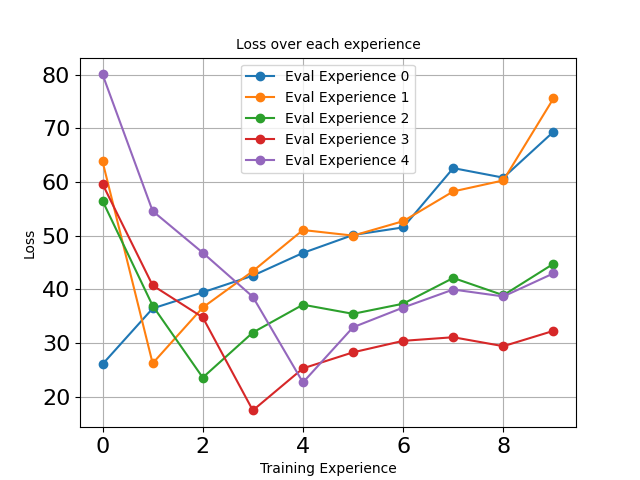 Loss over each experience
Eval Experience 0
Eval Experience 1
Eval Experience 2
Eval Experience 3
Eval Experience 4
80
70
60
50
40
30
20
Loss
0 2 4 6 8
Training Experience